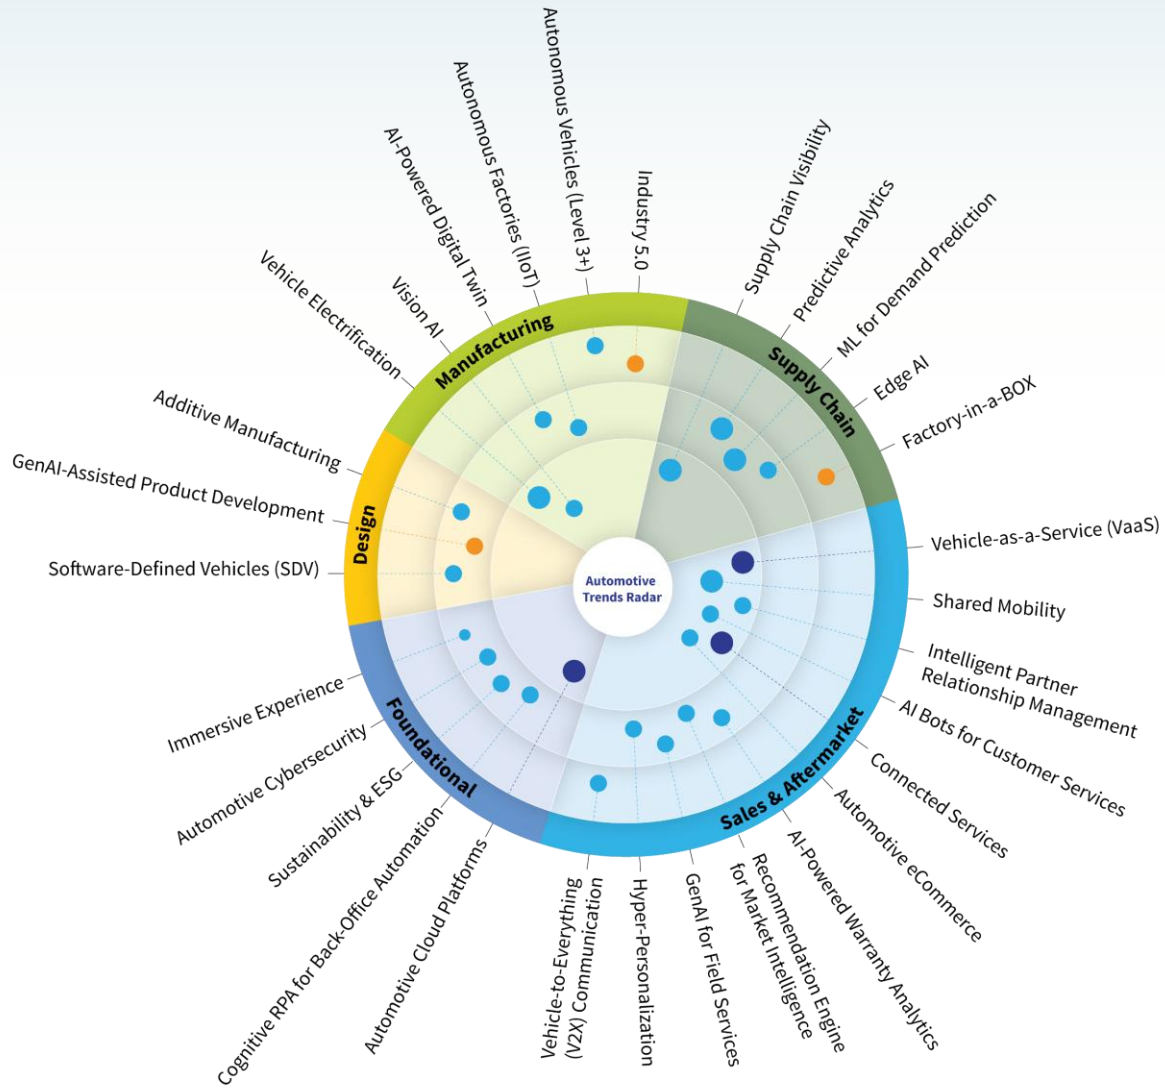 Automotive
Trends Radar
Manufacturing
Vehicle Electrification
Vision AI
AI-Powered Digital Twin
Autonomous Factories (IIoT)
Autonomous Vehicles (Level 3+)
Industry 5.0
Supply Chain
Supply Chain Visibility
Predictive Analytics
ML for Demand Prediction
Edge AI
Factory-in-a-BOX
Sales & Aftermarket
Vehicle-as-a-Service (VaaS)
Shared Mobility
Intelligent Partner
Relationship Management
AI Bots for Customer Services
Connected Services
Automotive eCommerce
AI-Powered Warranty Analytics
Recommendation Engine
for Market Intelligence
GenAI for Field Services
Hyper-Personalization
Vehicle-to-Everything
(V2X) Communication
Foundational
Automotive Cloud Platforms
Cognitive RPA for Back-Office Automation
Sustainability & ESG
Automotive Cybersecurity
Immersive Experience
Design
Software-Defined Vehicles (SDV)
GenAI-Assisted Product Development
Additive Manufacturing